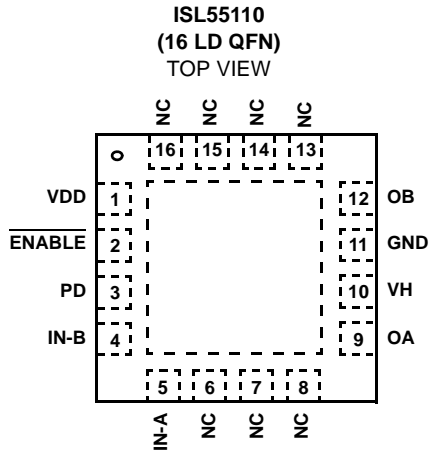 ISL55110
(16 LD QFN)
TOP VIEW
NC NC NC NC
16 15 14 13
VDD 1 12 OB
ENABLE 2 11 GND
PD 3 10 VH
IN-B 4 9 OA
5 6 7 8
IN-A NC NC NC